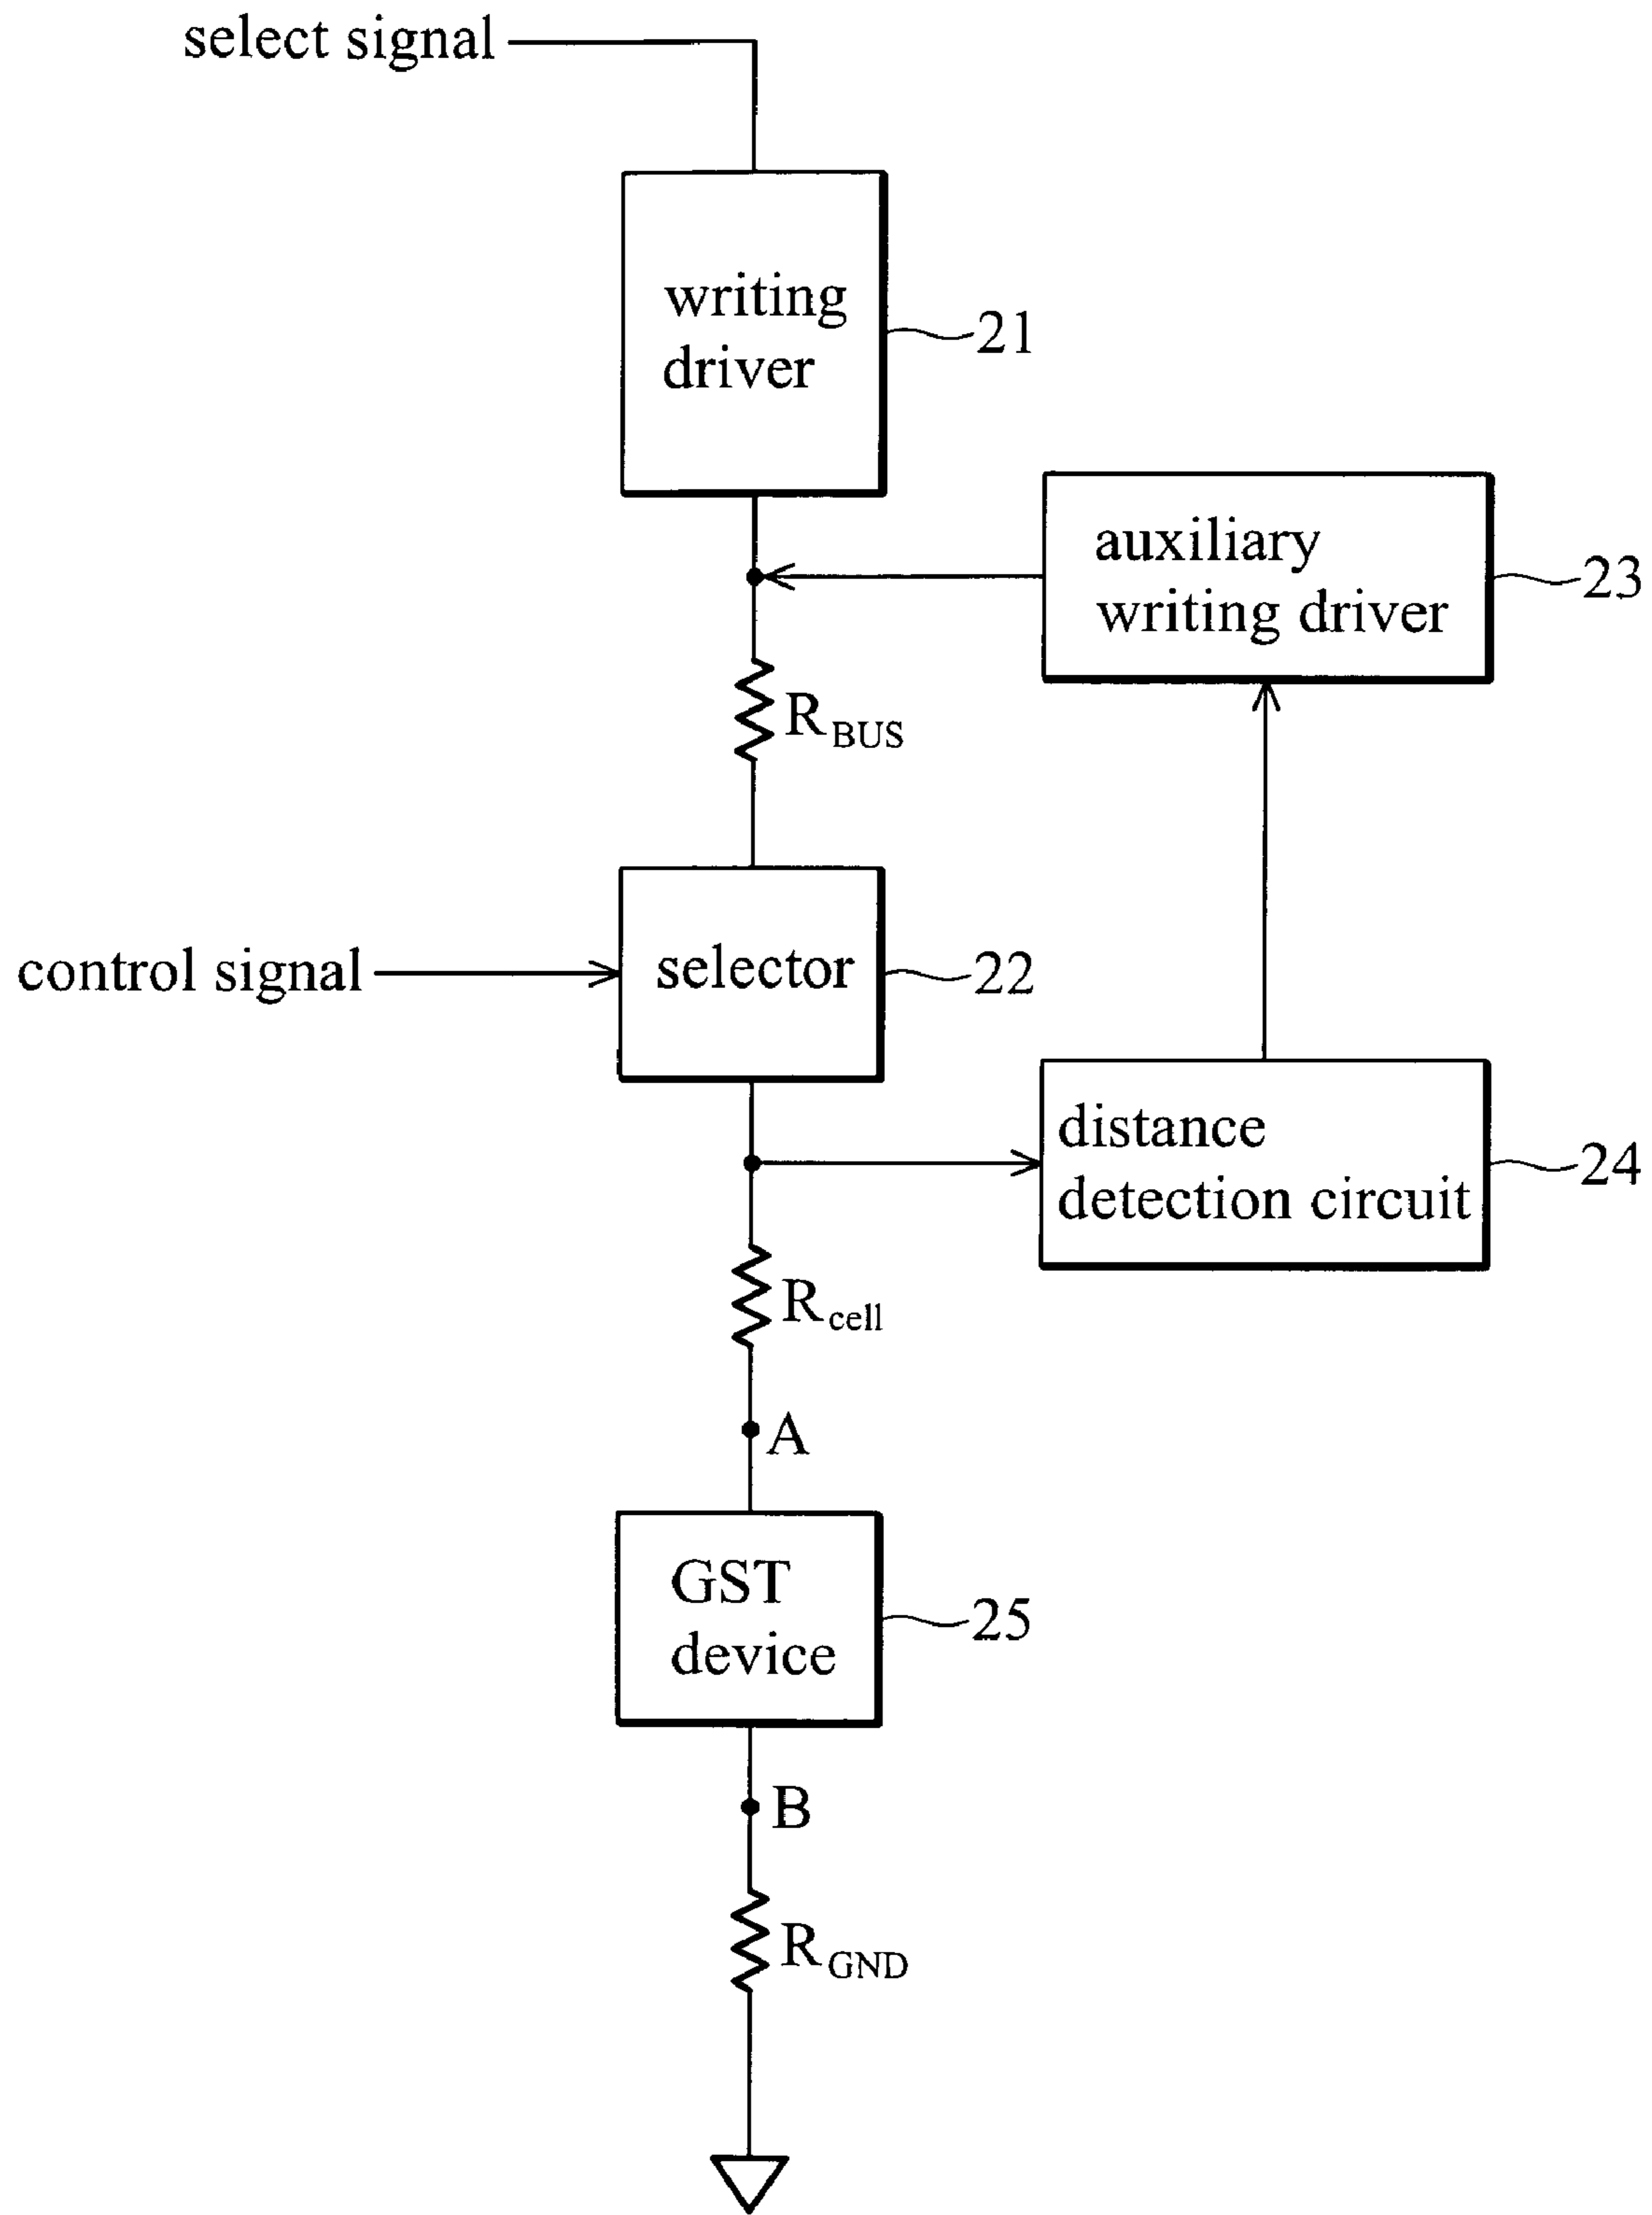 select signal
writing
driver
21
auxiliary
writing driver
23
RBUS
control signal
selector
22
distance
detection circuit
24
Rcell
A
GST
device
25
B
RGND